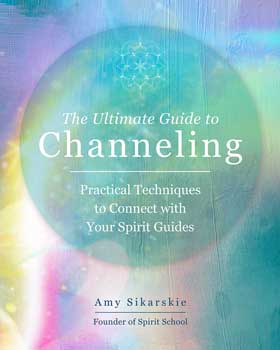 The Ultimate Guide to
Channeling
Practical Techniques
to Connect with
Your Spirit Guides
Amy Sikarskie
Founder of Spirit School